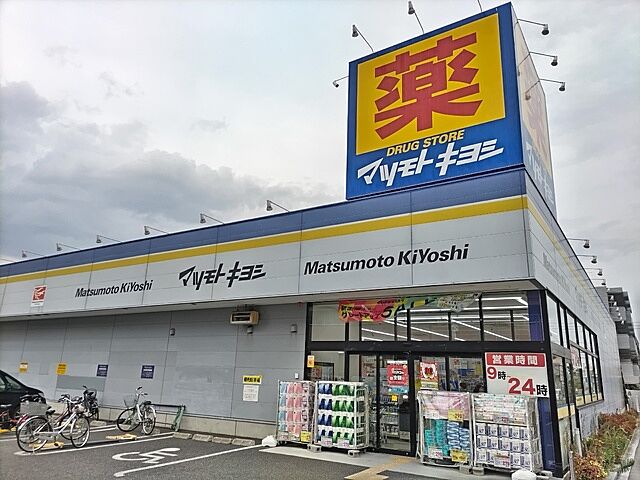 薬
DRUG STORE
マツモトキヨシ
Matsumoto KiYoshi
マツモトキヨシ
Matsumoto KiYoshi
営業時間
9時
24時